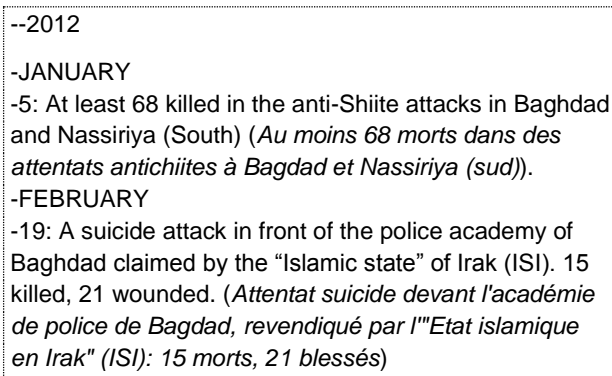 --2012
-JANUARY
-5: At least 68 killed in the anti-Shiite attacks in Baghdad
and Nassiriya (South) (Au moins 68 morts dans des
attentats antichiites à Bagdad et Nassiriya (sud)).
-FEBRUARY
-19: A suicide attack in front of the police academy of
Baghdad claimed by the “Islamic state” of Irak (ISI). 15
killed, 21 wounded. (Attentat suicide devant l'académie
de police de Bagdad, revendiqué par l'"Etat islamique
en Irak" (ISI): 15 morts, 21 blessés)